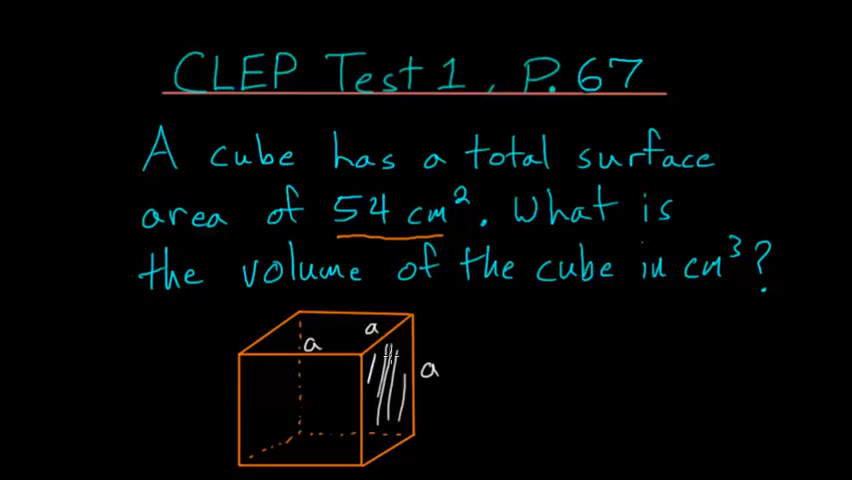 CLEP Test 1, P.67
A cube has a total surface
area of 54 cm². What is
the volume of the cube in cm³?
a
a
a